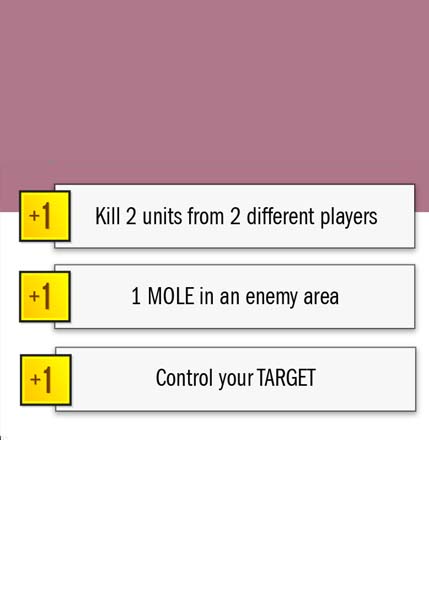 +1 Kill 2 units from 2 different players
+1 1 MOLE in an enemy area
+1 Control your TARGET